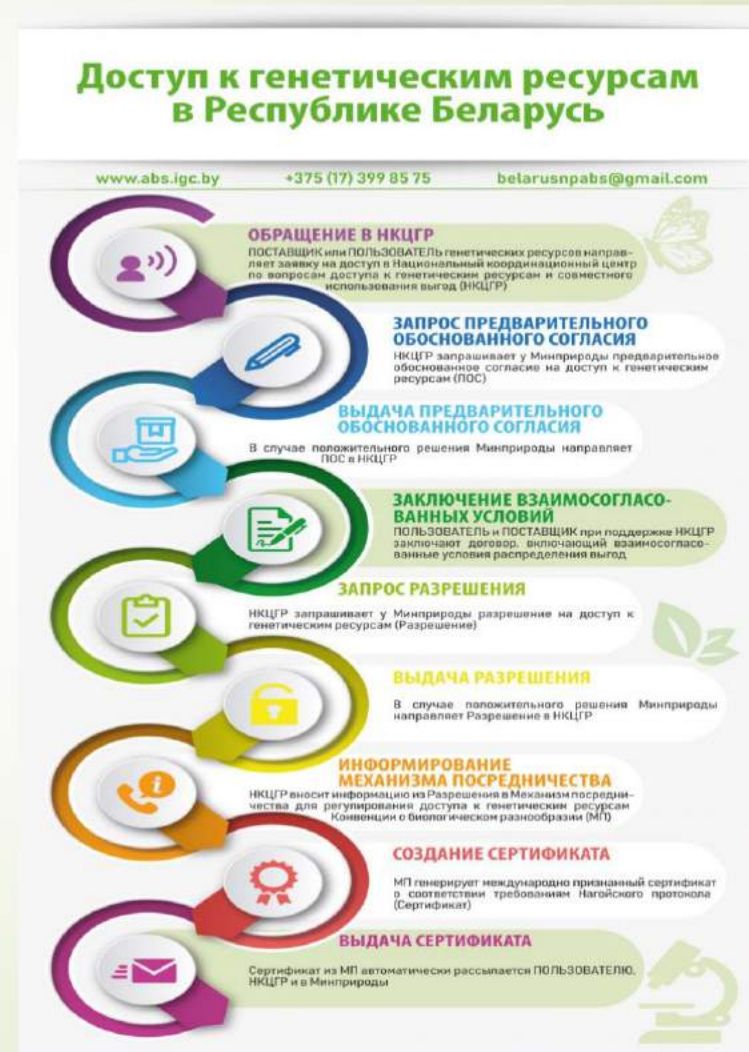 Доступ к генетическим ресурсам
в Республике Беларусь
www.abs.igc.by +375 (17) 399 85 75 belarusnpabs@gmail.com
ОБРАЩЕНИЕ В НКЦГР
ПОСТАВЩИК или ПОЛЬЗОВАТЕЛЬ генетических ресурсов направ-
ляет заявку на доступ в Национальный координационный центр
по вопросам доступа к генетическим ресурсам и совместного
использования выгод (НКЦГР)
ЗАПРОС ПРЕДВАРИТЕЛЬНОГО
ОБОСНОВАННОГО СОГЛАСИЯ
НКЦГР запрашивает у Минприроды предварительное
обоснованное согласие на доступ к генетическим
ресурсам (ПОС)
ВЫДАЧА ПРЕДВАРИТЕЛЬНОГО
ОБОСНОВАННОГО СОГЛАСИЯ
В случае положительного решения Минприроды направляет
ПОС в НКЦГР
ЗАКЛЮЧЕНИЕ ВЗАИМОСОГЛАСО-
ВАННЫХ УСЛОВИЙ
ПОЛЬЗОВАТЕЛЬ и ПОСТАВЩИК при поддержке НКЦГР
заключают договор, включающий взаимосогласо-
ванные условия распределения выгод
ЗАПРОС РАЗРЕШЕНИЯ
НКЦГР запрашивает у Минприроды разрешение на доступ к
генетическим ресурсам (Разрешение)
ВЫДАЧА РАЗРЕШЕНИЯ
В случае положительного решения Минприроды
направляет Разрешение в НКЦГР
ИНФОРМИРОВАНИЕ
МЕХАНИЗМА ПОСРЕДНИЧЕСТВА
НКЦГР вносит информацию из Разрешения в Механизм посредни-
чества для регулирования доступа к генетическим ресурсам
Конвенции о биологическом разнообразии (МП)
СОЗДАНИЕ СЕРТИФИКАТА
МП генерирует международно признанный сертификат
о соответствии требованиям Нагойского протокола
(Сертификат)
ВЫДАЧА СЕРТИФИКАТА
Сертификат из МП автоматически рассылается ПОЛЬЗОВАТЕЛЮ,
НКЦГР и в Минприроды